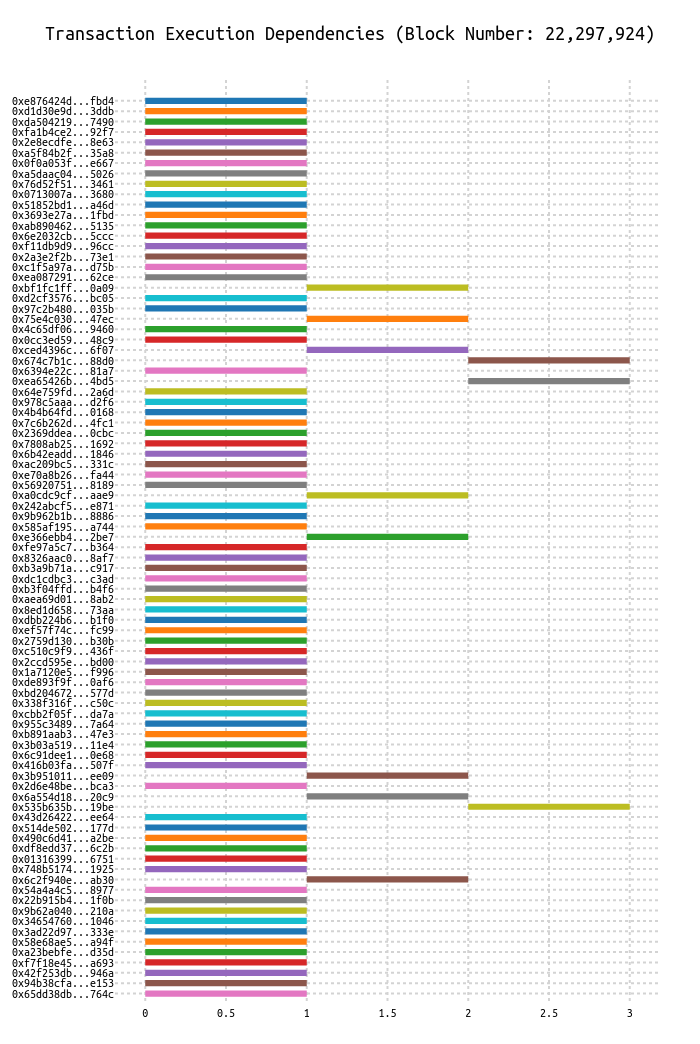 Transaction Execution Dependencies (Block Number: 22,297,924)
0xe876424d...fbd4
0xd1d30e9d...3ddb
0xda504219...7490
0xfa1b4ce2...92f7
0x2e8ecdfe...8e63
0xa5f84b2f...35a8
0x0f0a053f...e667
0xa5daac04...5026
0x76d52f51...3461
0x0713007a...3680
0x51852bd1...a46d
0x3693e27a...1fbd
0xab890462...5135
0x6e2032cb...5ccc
0xf11db9d9...96cc
0x2a3e2f2b...73e1
0xc1f5a97a...d75b
0xea087291...62ce
0xbf1fc1ff...0a09
0xd2cf3576...bc05
0x97c2b480...035b
0x75e4c030...47ec
0x4c65df06...9460
0x0cc3ed59...48c9
0xced4396c...6f07
0x674c7b1c...88d0
0x6394e22c...81a7
0xea65426b...4bd5
0x64e759fd...2a6d
0x978c5aaa...d2f6
0x4b4b64fd...0168
0x7c6b262d...4fc1
0x2369ddea...0cbc
0x7808ab25...1692
0x6b42eadd...1846
0xac209bc5...331c
0xe70a8b26...fa44
0x56920751...8189
0xa0cdc9cf...aae9
0x242abcf5...e871
0x9b962b1b...8886
0x585af195...a744
0xe366ebb4...2be7
0xfe97a5c7...b364
0x8326aac0...8af7
0xb3a9b71a...c917
0xdc1cdbc3...c3ad
0xb3f04ffd...b4f6
0xaea69d01...8ab2
0x8ed1d658...73aa
0xdbb224b6...b1f0
0xef57f74c...fc99
0x2759d130...b30b
0xc510c9f9...436f
0x2ccd595e...bd00
0x1a7120e5...f996
0xde893f9f...0af6
0xbd204672...577d
0x338f316f...c50c
0xcbb2f05f...da7a
0x955c3489...7a64
0xb891aab3...47e3
0x3b03a519...11e4
0x6c91dee1...0e68
0x416b03fa...507f
0x3b951011...ee09
0x2d6e48be...bca3
0x6a554d18...20c9
0x535b635b...19be
0x43d26422...ee64
0x514de502...177d
0x490c6d41...a2be
0xdf8edd37...6c2b
0x01316399...6751
0x748b5174...1925
0x6c2f940e...ab30
0x54a4a4c5...8977
0x22b915b4...1f0b
0x9b62a040...210a
0x34654760...1046
0x3ad22d97...333e
0x58e68ae5...a94f
0xa23bebfe...d35d
0xf7f18e45...a693
0x42f253db...946a
0x94b38cfa...e153
0x65dd38db...764c
0 0.5 1 1.5 2 2.5 3